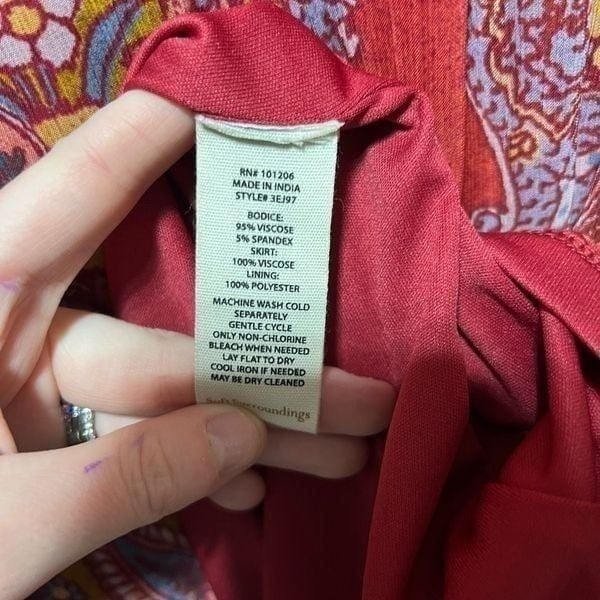 RN# 101206
MADE IN INDIA
STYLE# 3EJ97
BODICE:
95% VISCOSE
5% SPANDEX
SKIRT:
100% VISCOSE
LINING:
100% POLYESTER
MACHINE WASH COLD
SEPARATELY
GENTLE CYCLE
ONLY NON-CHLORINE
BLEACH WHEN NEEDED
LAY FLAT TO DRY
COOL IRON IF NEEDED
MAY BE DRY CLEANED
Soft Surroundings